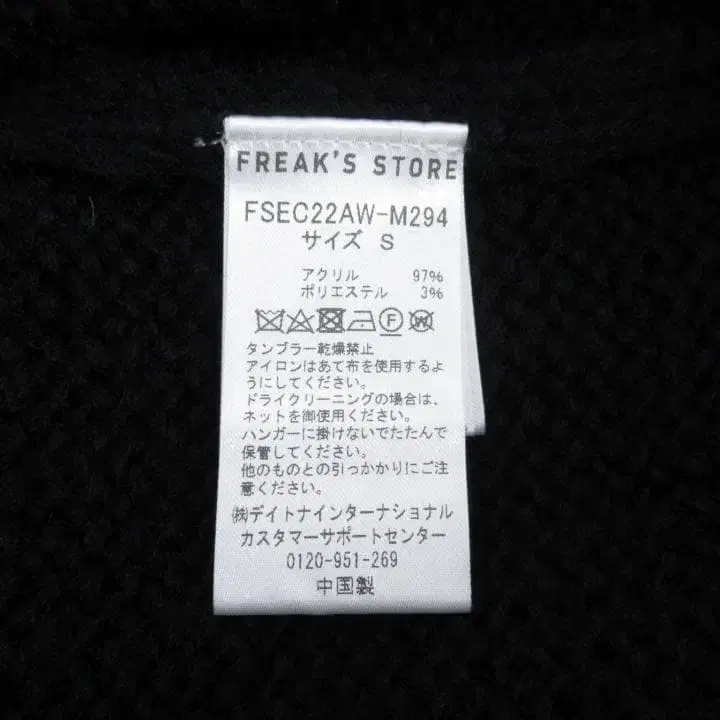 FREAK'S STORE
FSEC22AW-M294
サイズ S
アクリル 97%
ポリエステル 3%
タンブラー乾燥禁止
アイロンはあて布を使用するよ
うにしてください。
ドライクリーニングの場合は、
ネットを御使用ください。
ハンガーに掛けないでたたんで
保管してください。
他のものとの引っかかりにご注
意ください。
㈱デイトナインターナショナル
カスタマーサポートセンター
0120-951-269
中国製